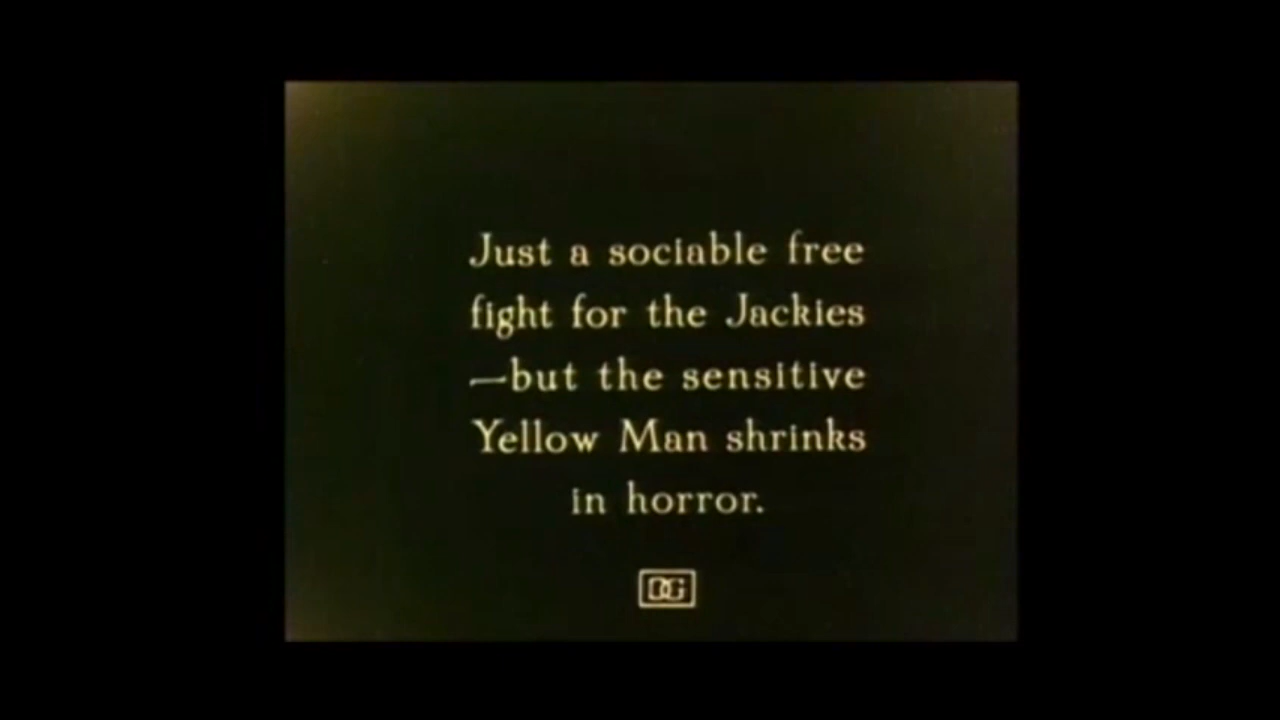 Just a sociable free
fight for the Jackies
—but the sensitive
Yellow Man shrinks
in horror.
DG